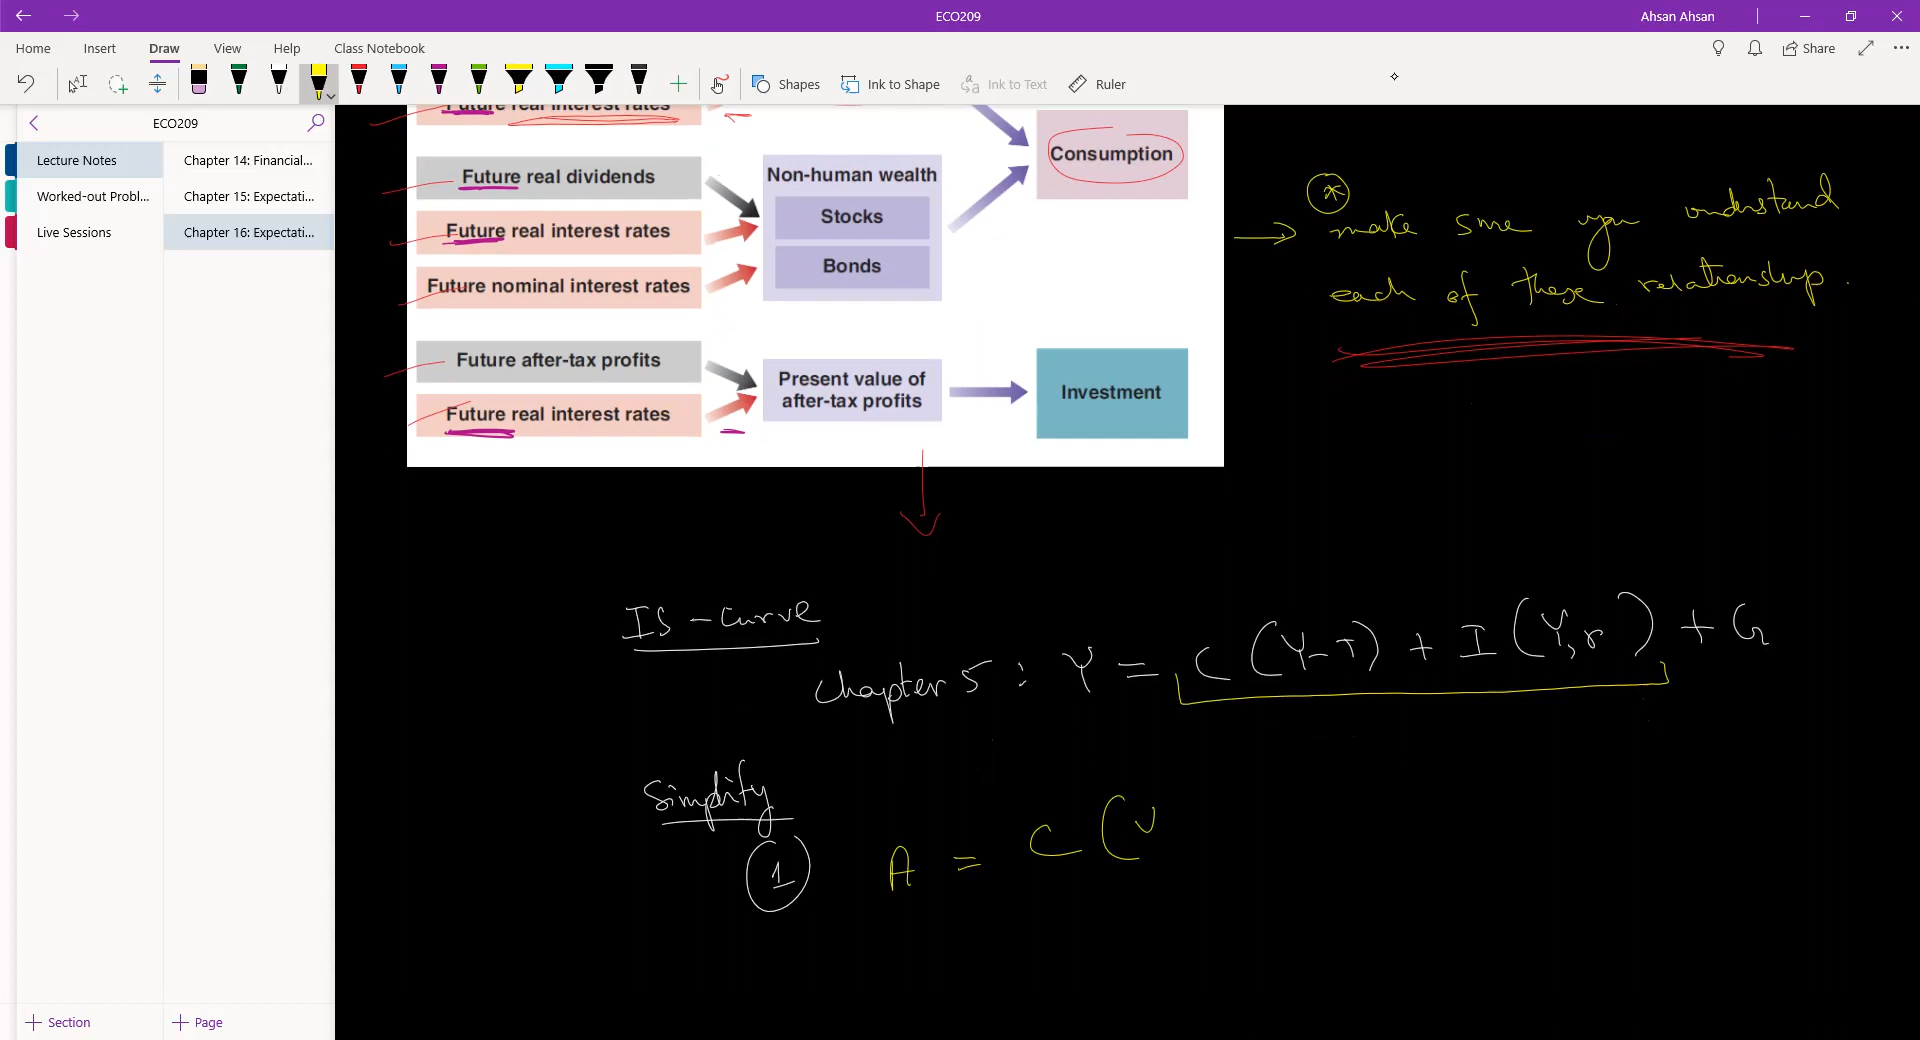 ECO209
Ahsan Ahsan
Home Insert Draw View Help Class Notebook
Share
Shapes Ink to Shape Ink to Text Ruler
ECO209
Lecture Notes
Worked-out Probl...
Live Sessions
Chapter 14: Financial...
Chapter 15: Expectati...
Chapter 16: Expectati...
Future real interest rates
Future real dividends
Future real interest rates
Future nominal interest rates
Non-human wealth
Stocks
Bonds
Consumption
Future after-tax profits
Future real interest rates
Present value of
after-tax profits
Investment
*
make sure you understand
each of these relationship.
IS-Curve
Chapter 5: Y = C(Y-T) + I(Y,r) + G
Simplify
1 A = C (
+ Section
+ Page